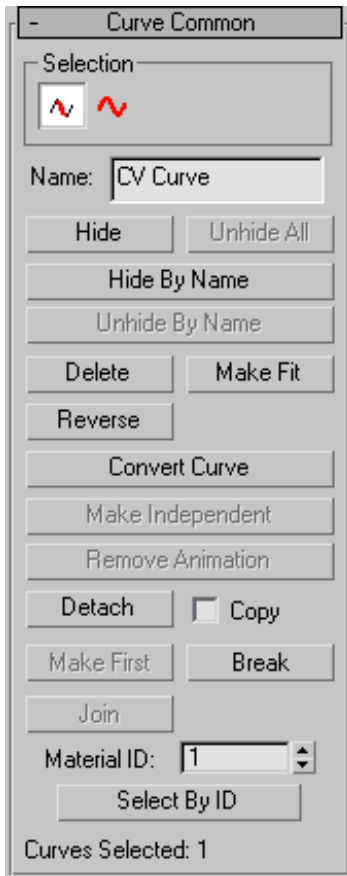 - Curve Common
Selection
Name: CV Curve
Hide Unhide All
Hide By Name
Unhide By Name
Delete Make Fit
Reverse
Convert Curve
Make Independent
Remove Animation
Detach Copy
Make First Break
Join
Material ID: 1
Select By ID
Curves Selected: 1